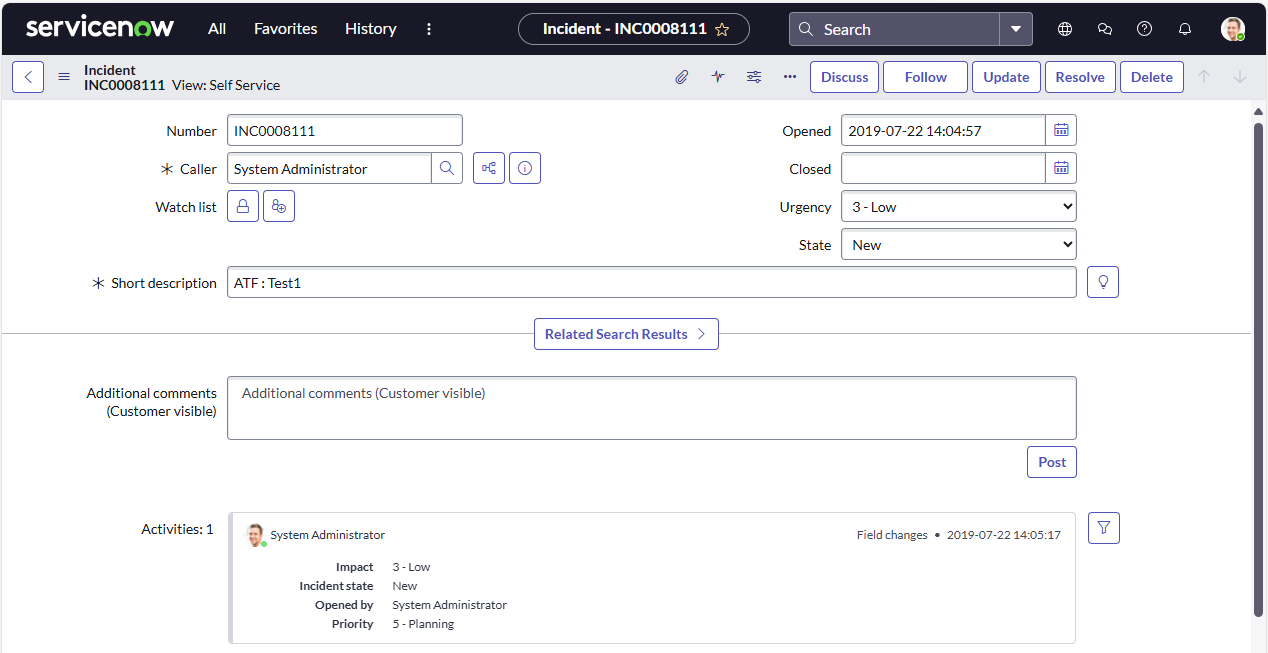 servicenow All Favorites History Incident - INC0008111 Search
Incident
INC0008111 View: Self Service
Discuss Follow Update Resolve Delete
Number INC0008111 Opened 2019-07-22 14:04:57
Caller System Administrator Closed
Watch list Urgency 3 - Low
State New
Short description ATF : Test1
Related Search Results
Additional comments (Customer visible)
Additional comments
(Customer visible)
Post
Activities: 1
System Administrator Field changes • 2019-07-22 14:05:17
Impact 3 - Low
Incident state New
Opened by System Administrator
Priority 5 - Planning